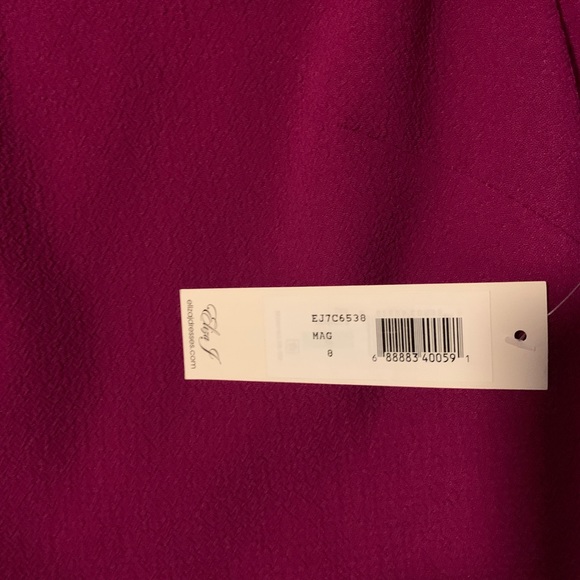 Eliza J
elizajdresses.com
EJ7C6538
MAG
8
6 88883 40059 1